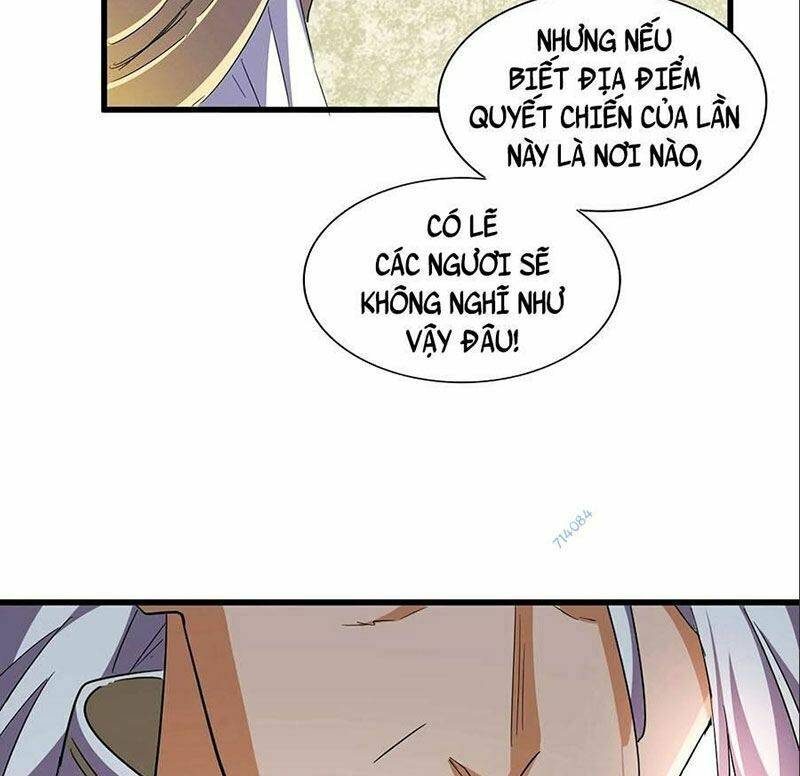 NHƯNG NẾU
BIẾT ĐỊA ĐIỂM
QUYẾT CHIẾN CỦA LẦN
NÀY LÀ NƠI NÀO,
CÓ LẼ
CÁC NGƯƠI SẼ
KHÔNG NGHĨ NHƯ
VẬY ĐÂU!
714084